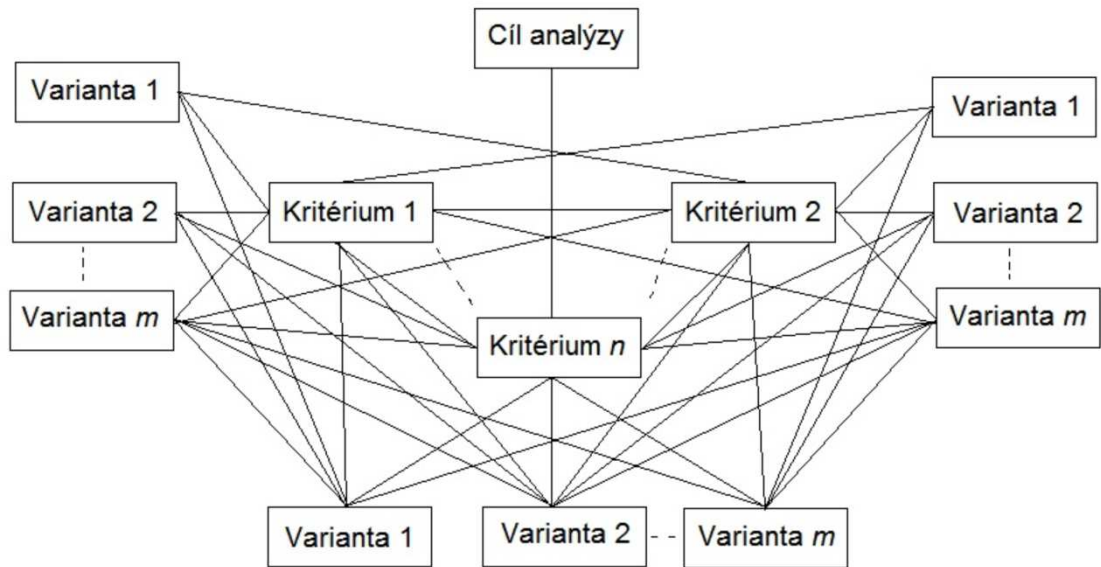 Cíl analýzy
Varianta 1
Varianta 1
Varianta 2
Kritérium 1
Kritérium 2
Varianta 2
Varianta m
Kritérium n
Varianta m
Varianta 1
Varianta 2
Varianta m